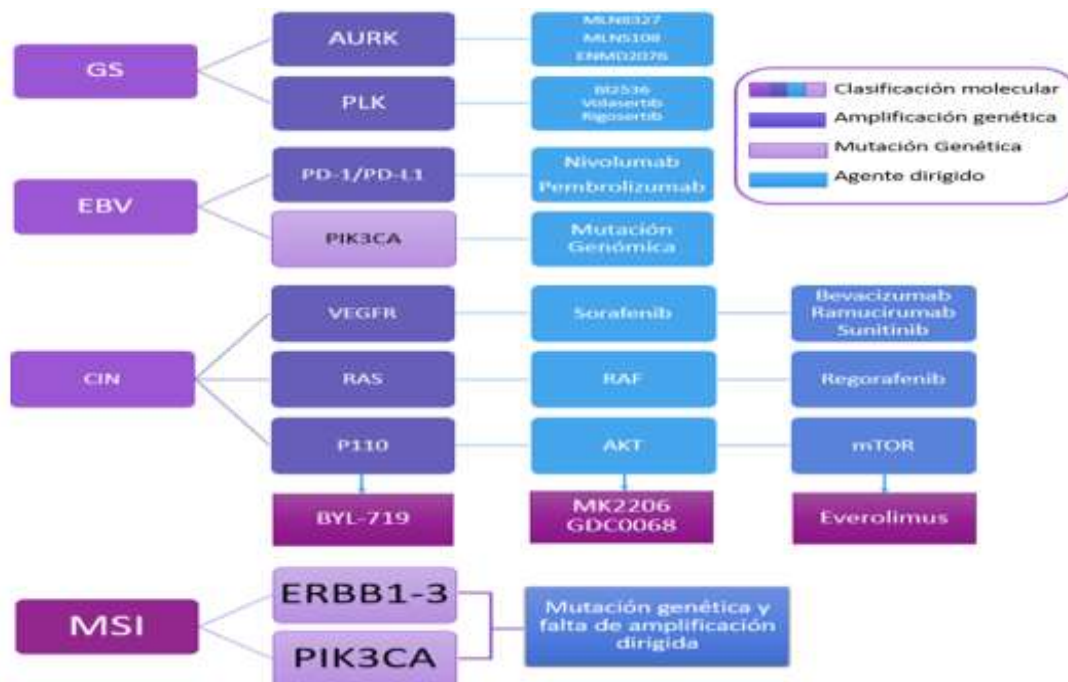 GS
AURK
MLN8327
MLN5108
ENMD2076
PLK
BI2536
Volasertib
Rigosertib
Clasificación molecular
Amplificación genética
Mutación Genética
Agente dirigido
EBV
PD-1/PD-L1
Nivolumab
Pembrolizumab
PIK3CA
Mutación
Genómica
CIN
VEGFR
Sorafenib
Bevacizumab
Ramucirumab
Sunitinib
RAS
RAF
Regorafenib
P110
AKT
mTOR
BYL-719
MK2206
GDC0068
Everolimus
MSI
ERBB1-3
PIK3CA
Mutación genética y
falta de amplificación
dirigida